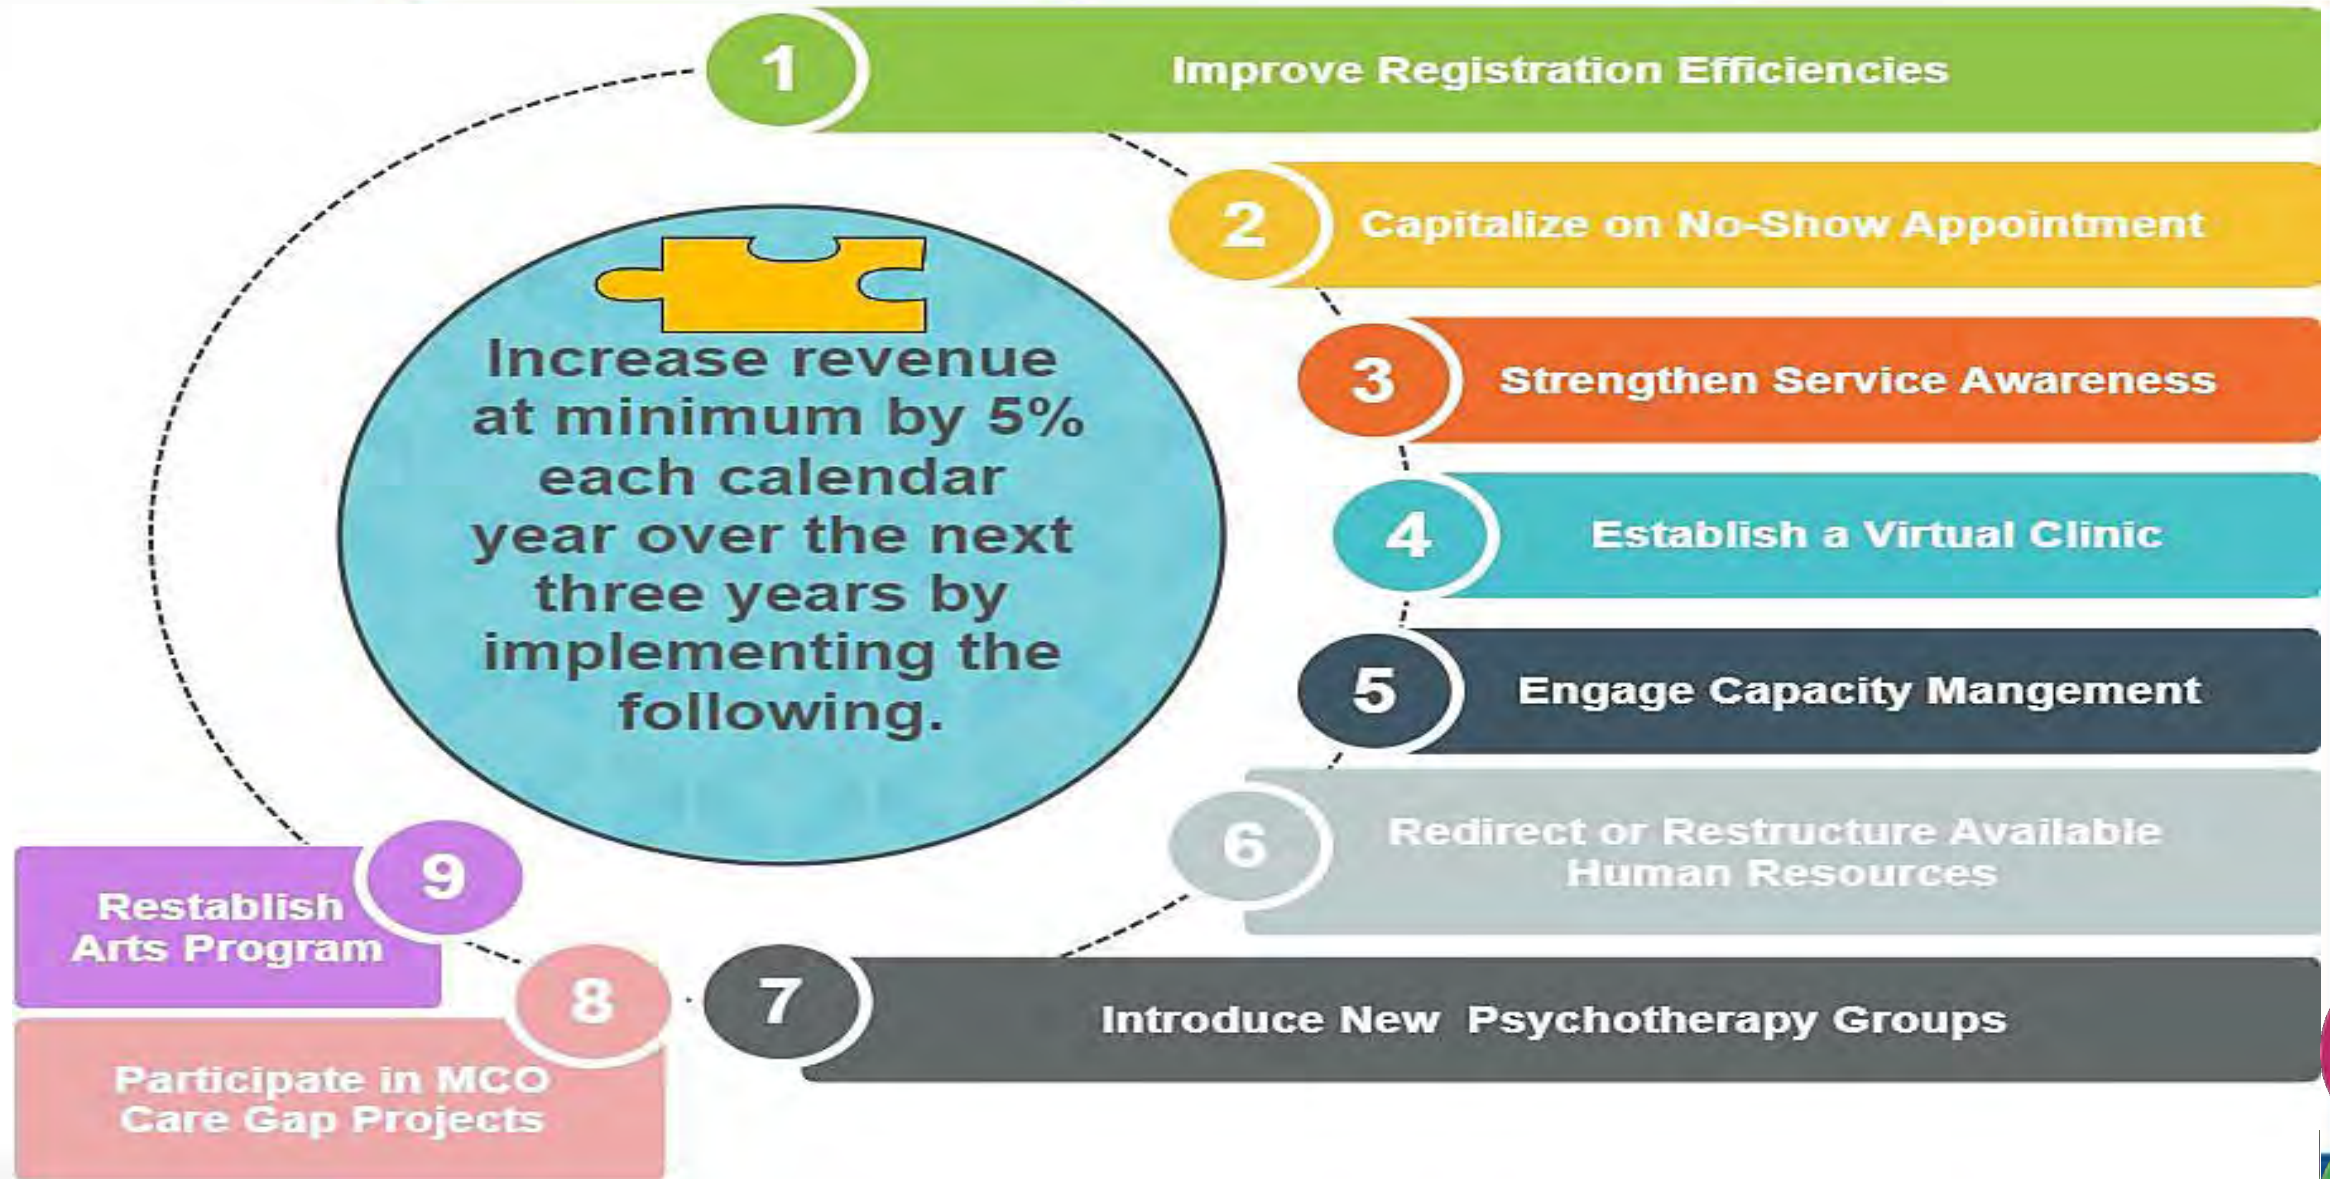 Increase revenue
at minimum by 5%
each calendar
year over the next
three years by
implementing the
following.
1
Improve Registration Efficiencies
2
Capitalize on No-Show Appointment
3
Strengthen Service Awareness
4
Establish a Virtual Clinic
5
Engage Capacity Mangement
6
Redirect or Restructure Available
Human Resources
7
Introduce New Psychotherapy Groups
8
Participate in MCO
Care Gap Projects
9
Restablish
Arts Program